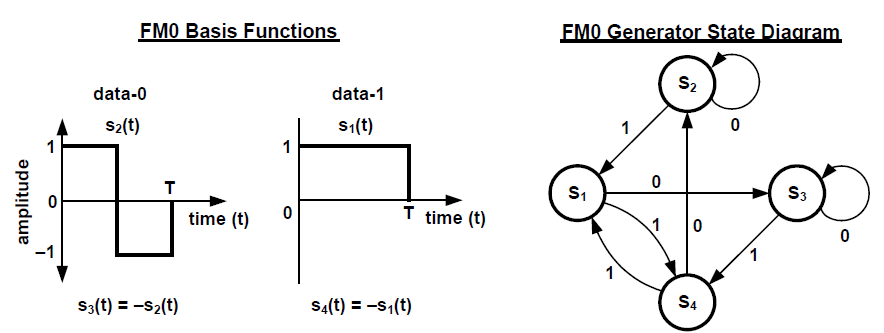 FM0 Basis Functions
data-0
s₂(t)
amplitude
1
0
–1
T
time (t)
s₃(t) = –s₂(t)
data-1
s₁(t)
1
0
T
time (t)
s₄(t) = –s₁(t)
FM0 Generator State Diagram
S₂
0
1
S₁
0
S₃
0
1
0
1
1
S₄